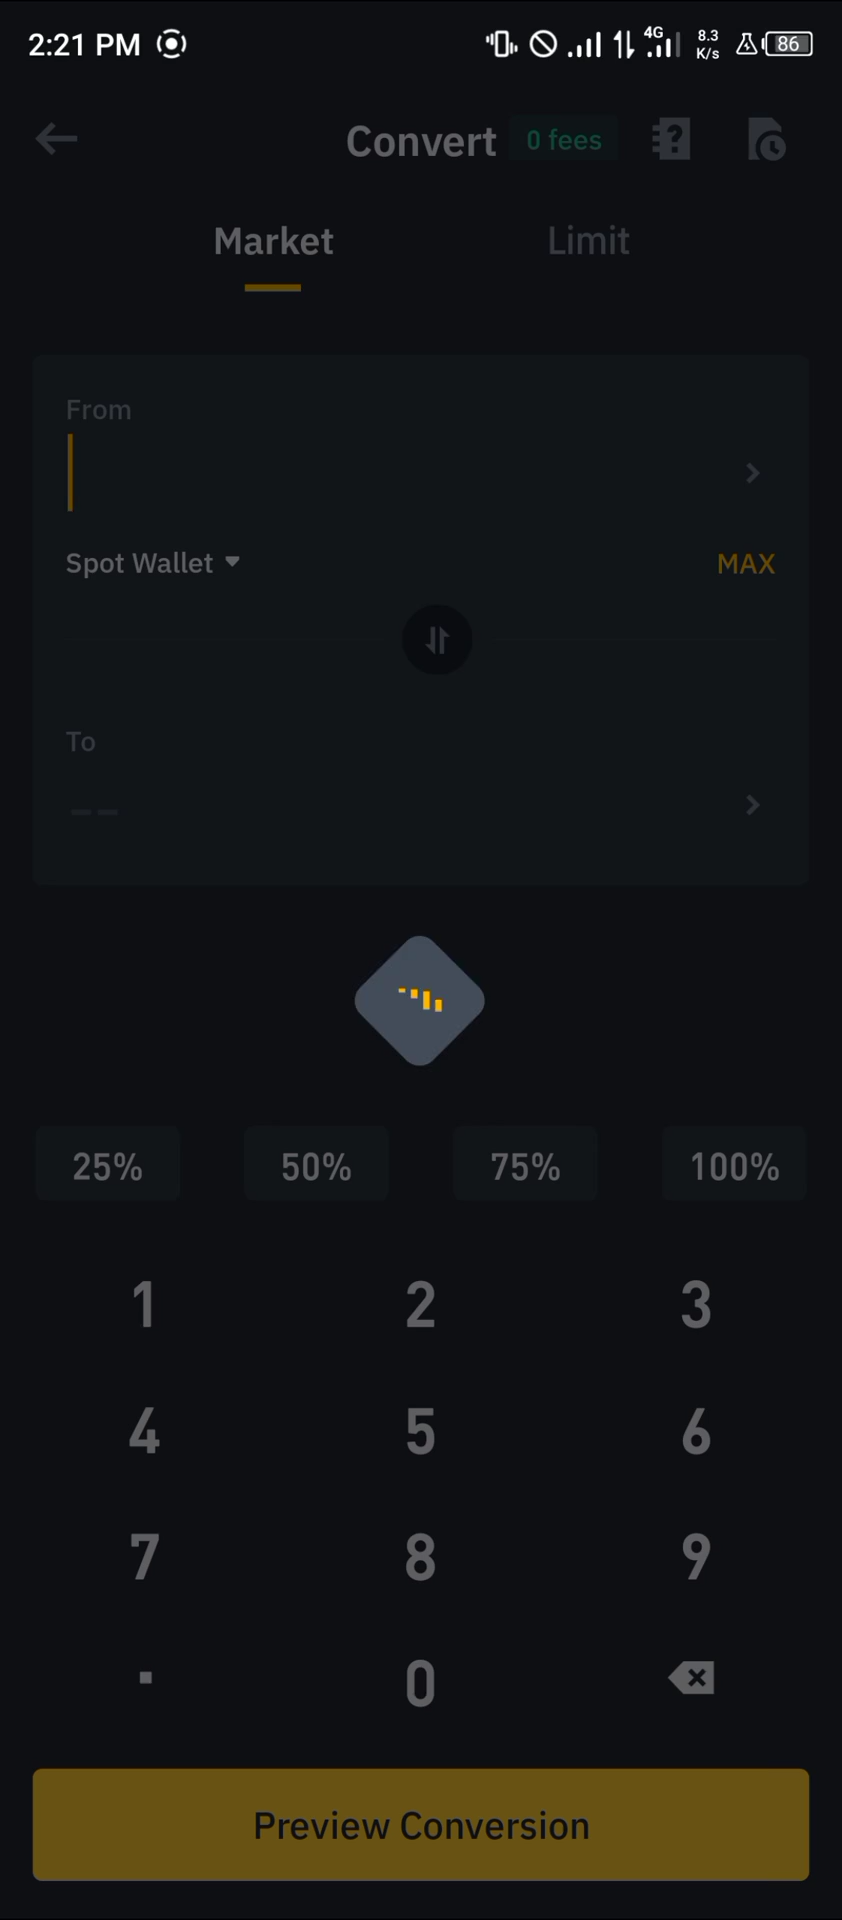 2:21 PM 4G 8.3 K/s 86
Convert 0 fees
Market Limit
From
Spot Wallet MAX
To
--
25% 50% 75% 100%
1 2 3
4 5 6
7 8 9
. 0
Preview Conversion